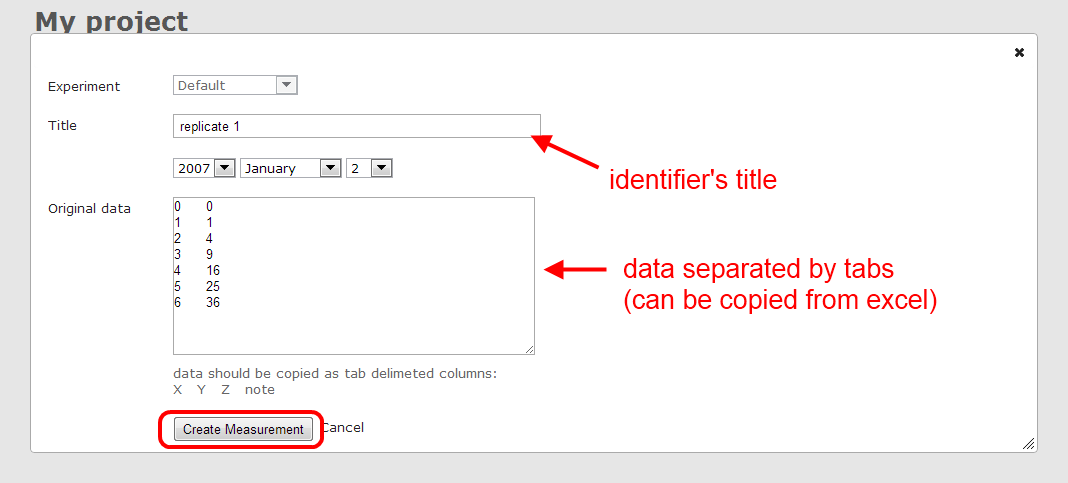 My project
✖
Experiment Default
Title replicate 1
2007 January 2
identifier's title
Original data
0 0
1 1
2 4
3 9
4 16
5 25
6 36
data separated by tabs
(can be copied from excel)
data should be copied as tab delimeted columns:
X Y Z note
Create Measurement Cancel